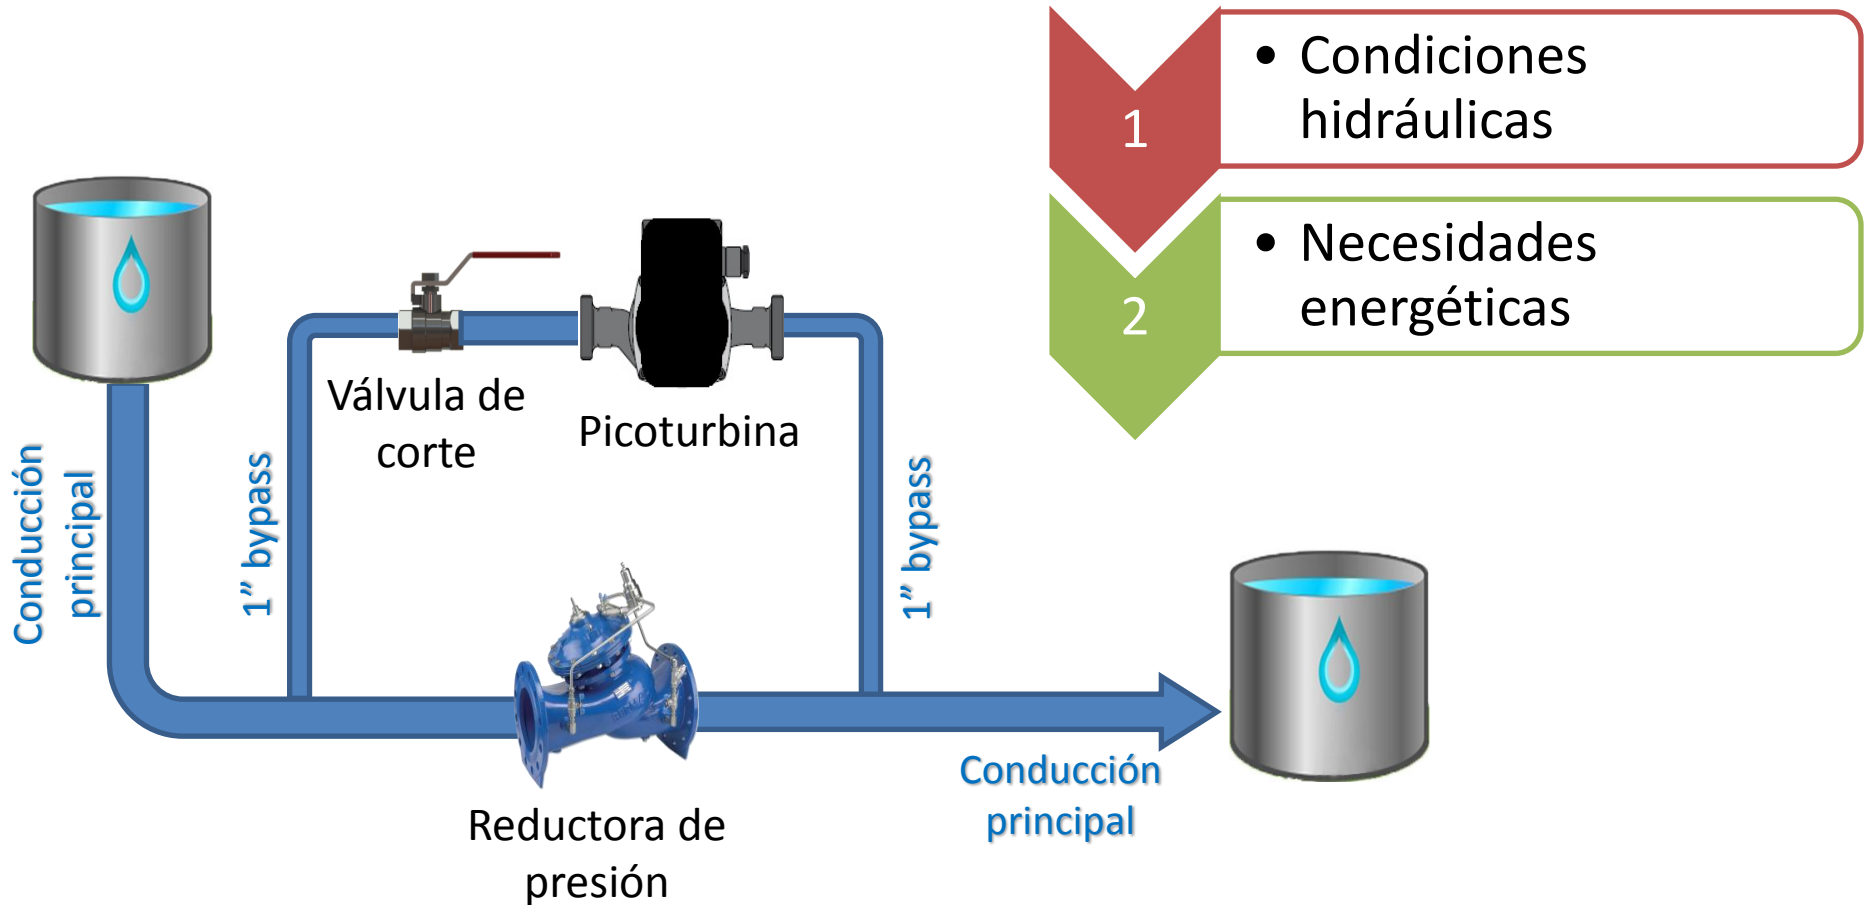 1
• Condiciones
hidráulicas
2
• Necesidades
energéticas
Válvula de
corte
Picoturbina
Conducción
principal
1” bypass
1” bypass
Reductora de
presión
Conducción
principal